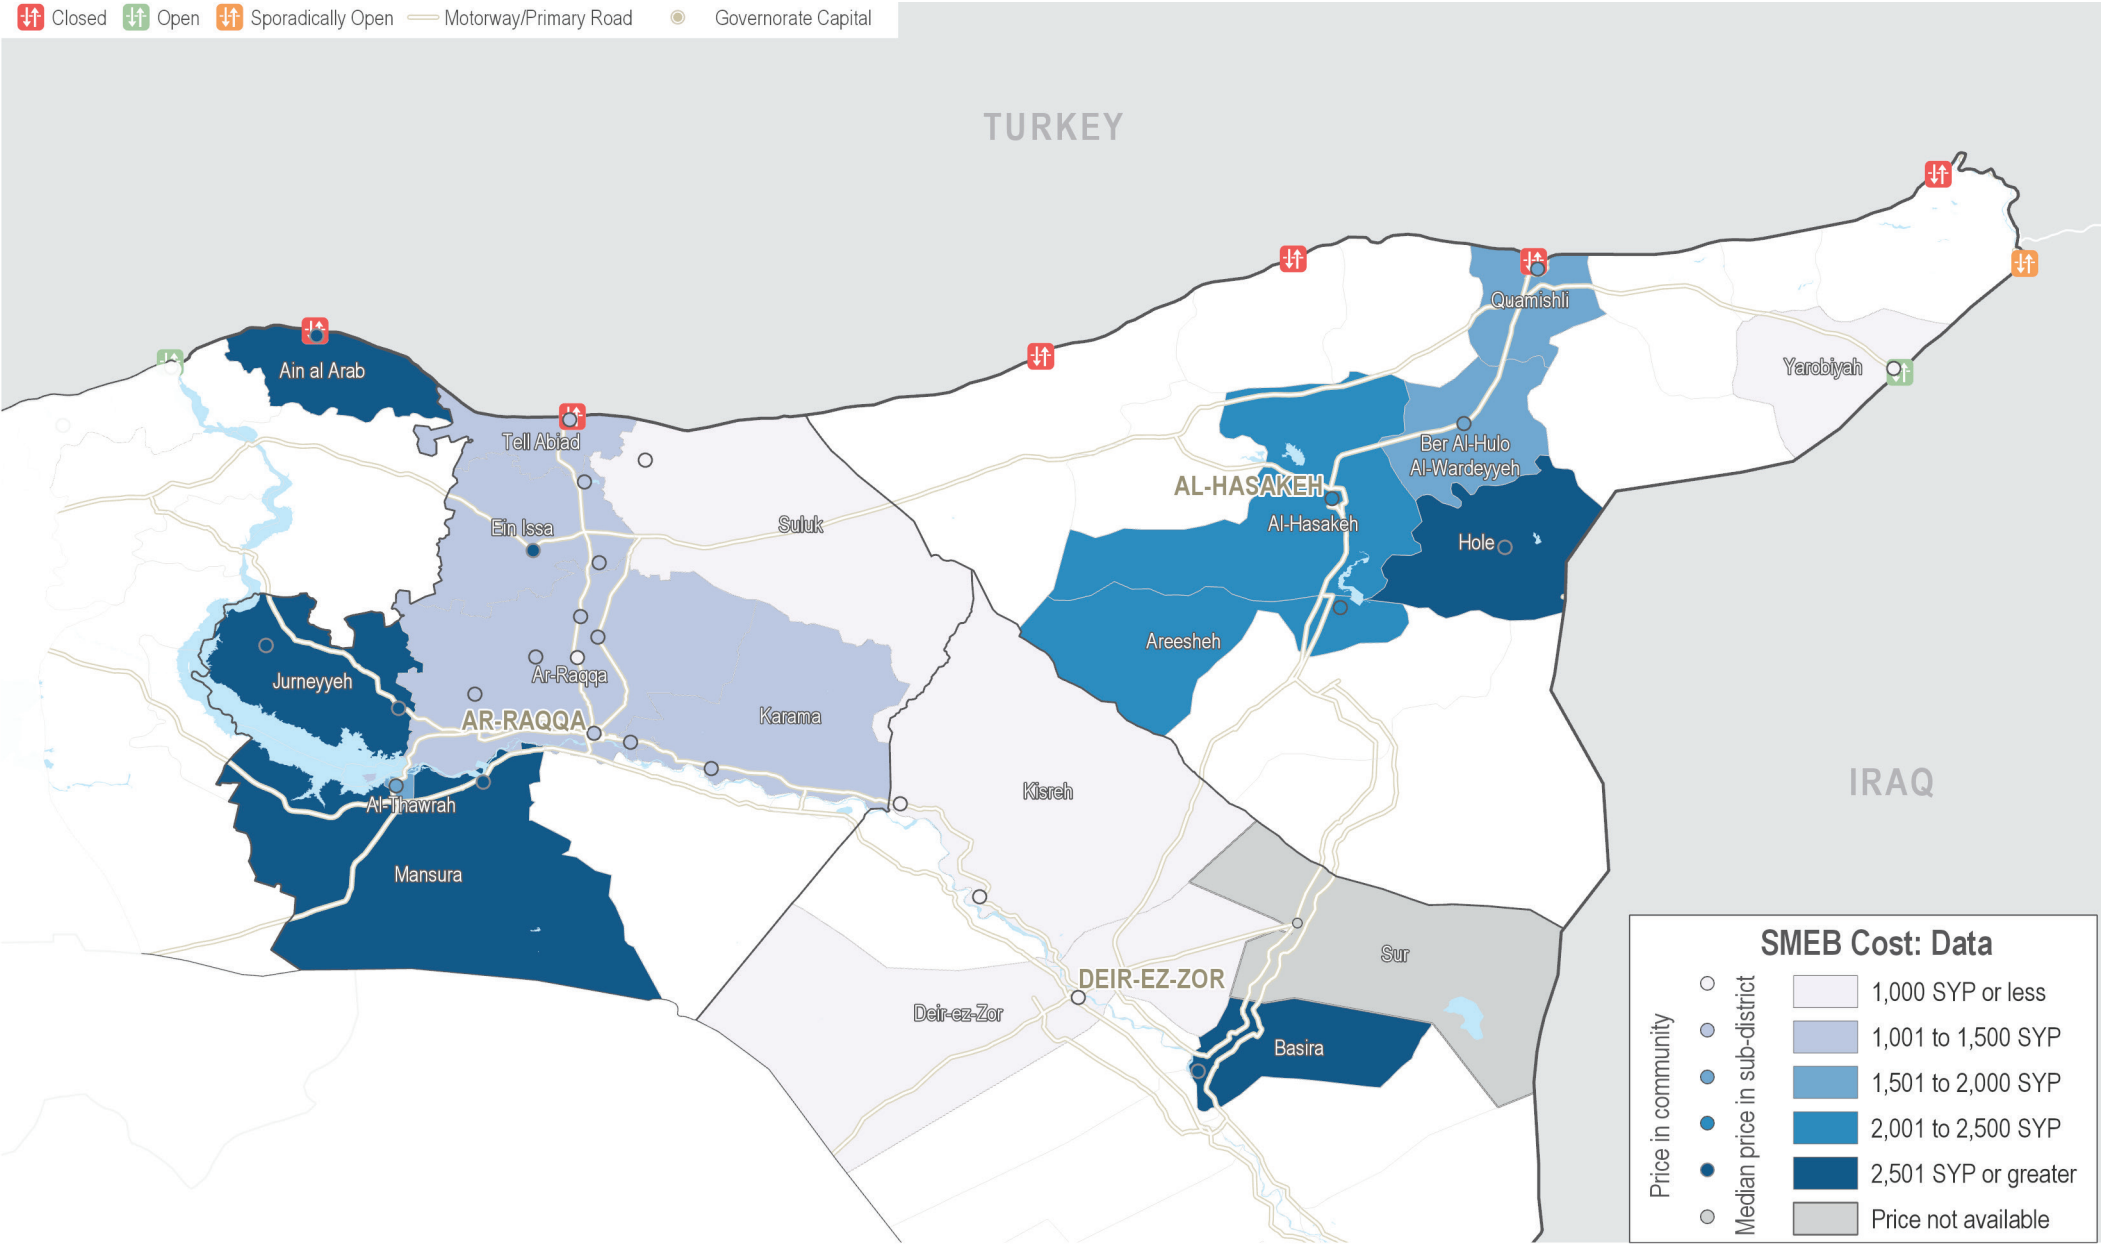 Closed
Open
Sporadically Open
Motorway/Primary Road
Governorate Capital
TURKEY
Quamishli
Yarobiyah
Ain al Arab
Tell Abiad
Ber Al-Hulo
Al-Wardeyyeh
AL-HASAKEH
Al-Hasakeh
Suluk
Ein Issa
Hole
Areesheh
Ar-Raqqa
Jurneyyeh
AR-RAQQA
Karama
IRAQ
Kisreh
Al-Thawrah
Mansura
Sur
DEIR-EZ-ZOR
Deir-ez-Zor
Basira
SMEB Cost: Data
Price in community
Median price in sub-district
1,000 SYP or less
1,001 to 1,500 SYP
1,501 to 2,000 SYP
2,001 to 2,500 SYP
2,501 SYP or greater
Price not available